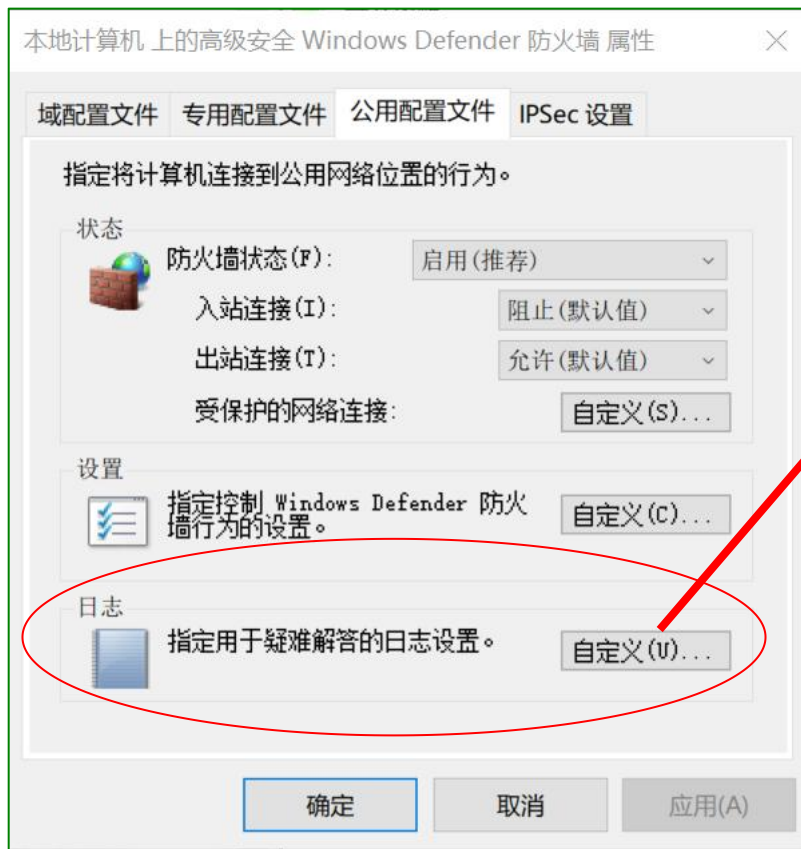 本地计算机 上的高级安全 Windows Defender 防火墙 属性
域配置文件 专用配置文件 公用配置文件 IPSec 设置
指定将计算机连接到公用网络位置的行为。
状态
防火墙状态(F): 启用(推荐)
入站连接(I): 阻止(默认值)
出站连接(T): 允许(默认值)
受保护的网络连接: 自定义(S)...
设置
指定控制 Windows Defender 防火
墙行为的设置。 自定义(C)...
日志
指定用于疑难解答的日志设置。 自定义(U)...
确定 取消 应用(A)